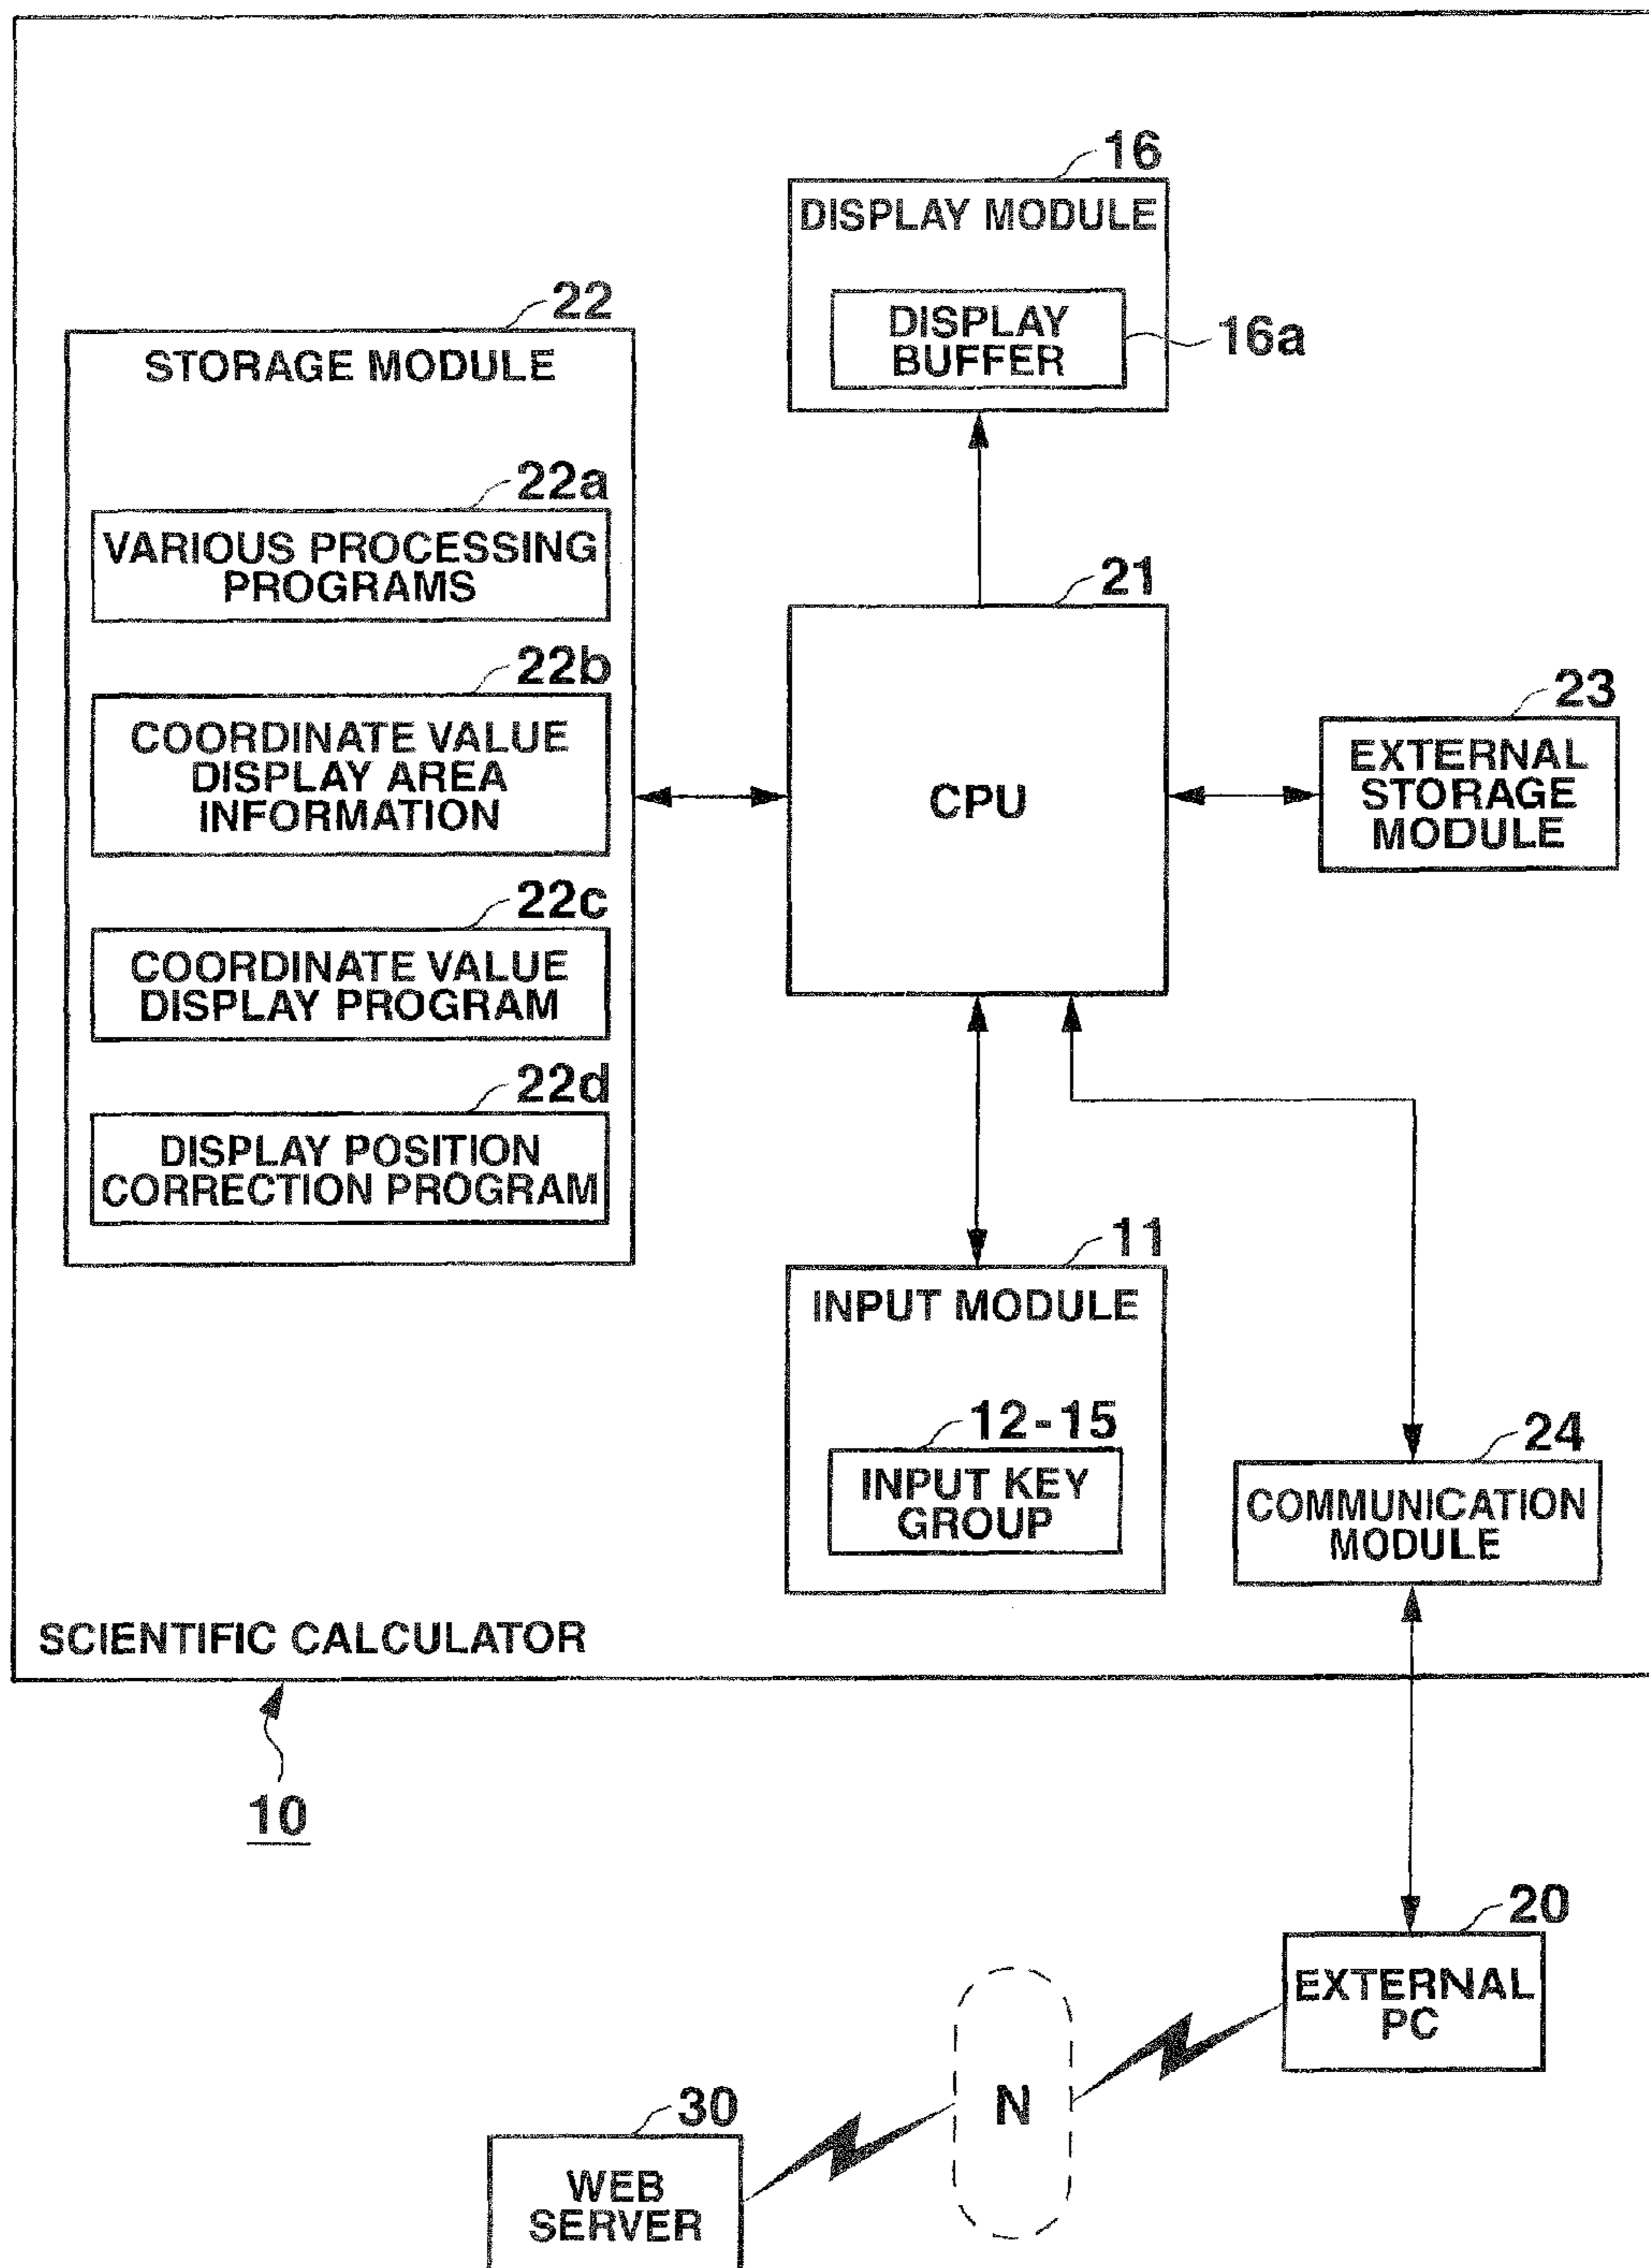 16
DISPLAY MODULE
DISPLAY
BUFFER
16a
22
STORAGE MODULE
22a
VARIOUS PROCESSING
PROGRAMS
22b
COORDINATE VALUE
DISPLAY AREA
INFORMATION
22c
COORDINATE VALUE
DISPLAY PROGRAM
22d
DISPLAY POSITION
CORRECTION PROGRAM
21
CPU
23
EXTERNAL
STORAGE
MODULE
11
INPUT MODULE
12-15
INPUT KEY
GROUP
24
COMMUNICATION
MODULE
SCIENTIFIC CALCULATOR
10
20
EXTERNAL
PC
N
30
WEB
SERVER